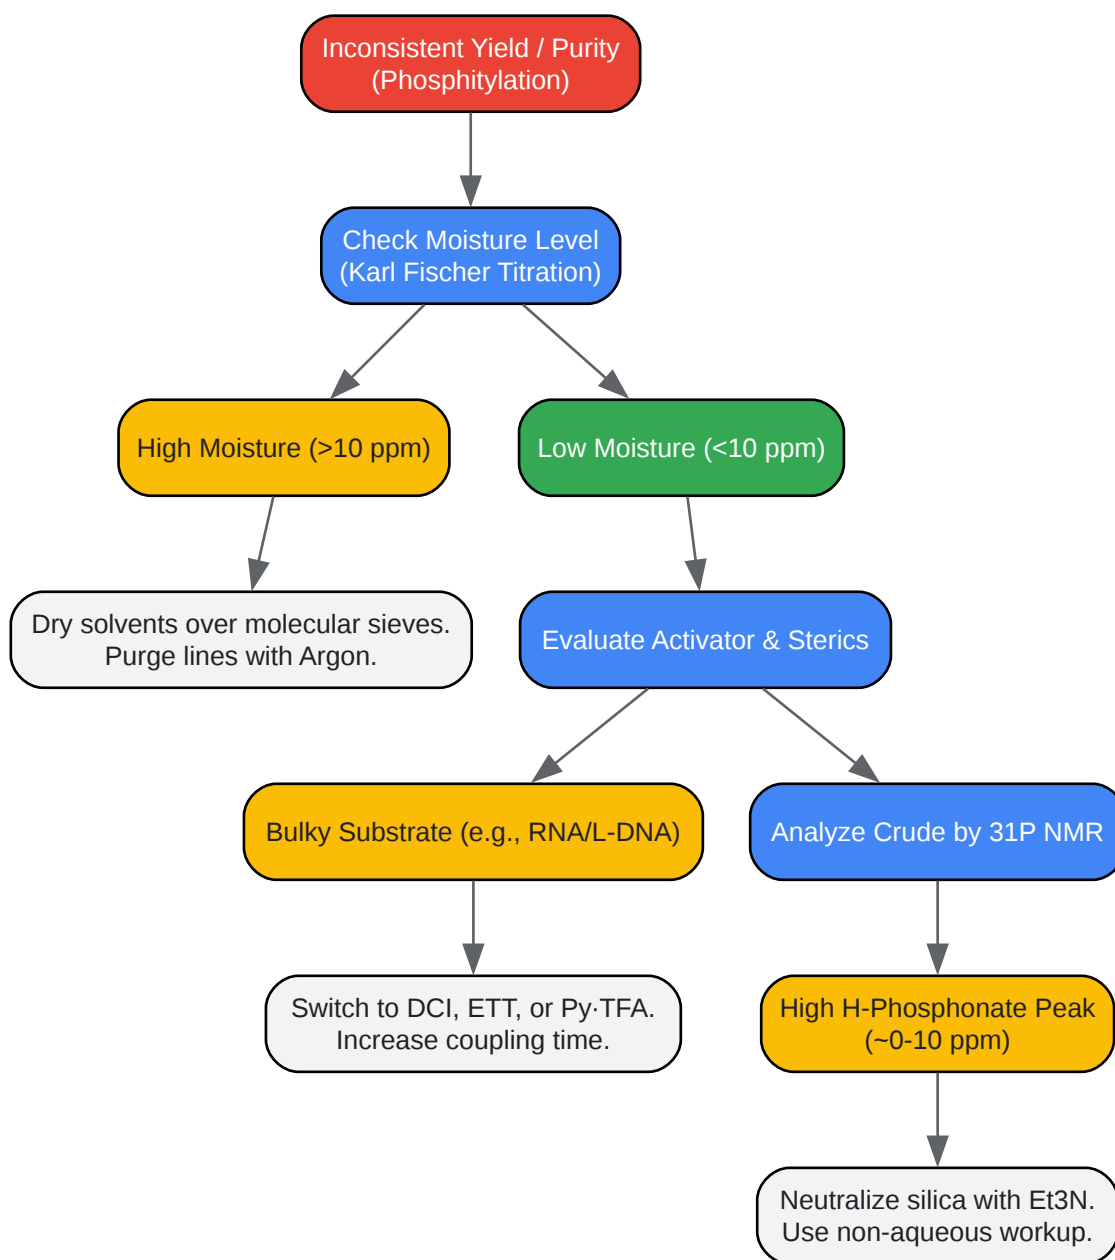 Inconsistent Yield / Purity
(Phosphitylation)
Check Moisture Level
(Karl Fischer Titration)
High Moisture (>10 ppm)
Low Moisture (<10 ppm)
Dry solvents over molecular sieves.
Purge lines with Argon.
Evaluate Activator & Sterics
Bulky Substrate (e.g., RNA/L-DNA)
Analyze Crude by 31P NMR
Switch to DCI, ETT, or Py·TFA.
Increase coupling time.
High H-Phosphonate Peak
(~0-10 ppm)
Neutralize silica with Et3N.
Use non-aqueous workup.